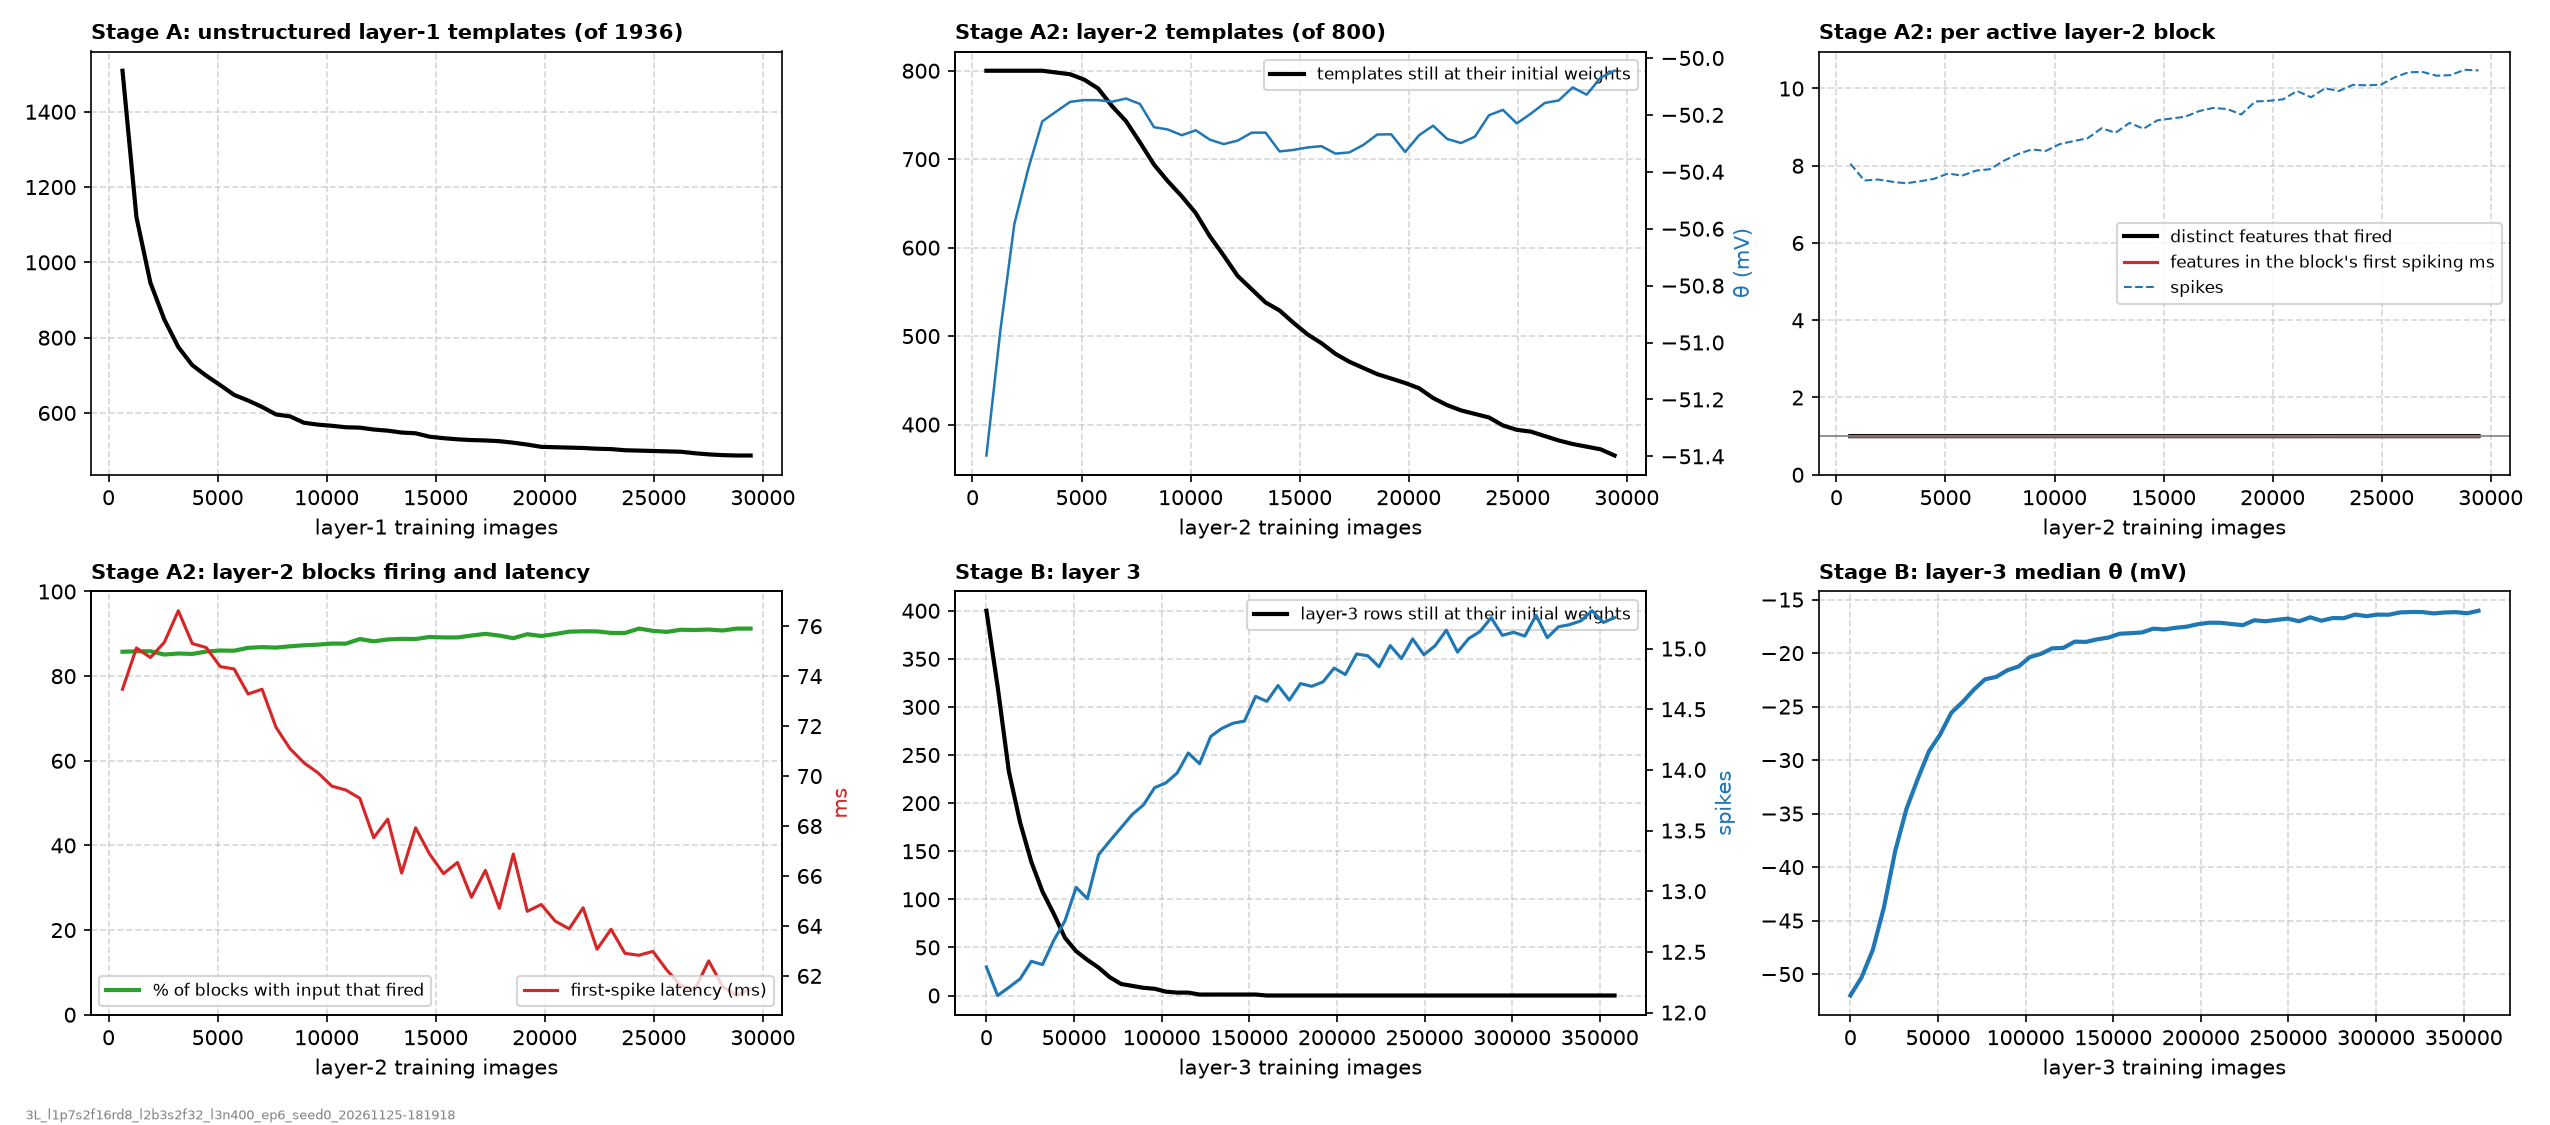 Stage A: unstructured layer-1 templates (of 1936)
1400
1200
1000
800
600
0 5000 10000 15000 20000 25000 30000
layer-1 training images
Stage A2: layer-2 templates (of 800)
templates still at their initial weights
800
700
600
500
400
−50.0
−50.2
−50.4
−50.6
−50.8
−51.0
−51.2
−51.4
θ (mV)
0 5000 10000 15000 20000 25000 30000
layer-2 training images
Stage A2: per active layer-2 block
10
8
6
4
2
0
distinct features that fired
features in the block's first spiking ms
spikes
0 5000 10000 15000 20000 25000 30000
layer-2 training images
Stage A2: layer-2 blocks firing and latency
100
80
60
40
20
0
76
74
72
70
68
66
64
62
ms
% of blocks with input that fired
first-spike latency (ms)
0 5000 10000 15000 20000 25000 30000
layer-2 training images
Stage B: layer 3
layer-3 rows still at their initial weights
400
350
300
250
200
150
100
50
0
15.0
14.5
14.0
13.5
13.0
12.5
12.0
spikes
0 50000 100000 150000 200000 250000 300000 350000
layer-3 training images
Stage B: layer-3 median θ (mV)
−15
−20
−25
−30
−35
−40
−45
−50
0 50000 100000 150000 200000 250000 300000 350000
layer-3 training images
3L_l1p7s2f16rd8_l2b3s2f32_l3n400_ep6_seed0_20261125-181918